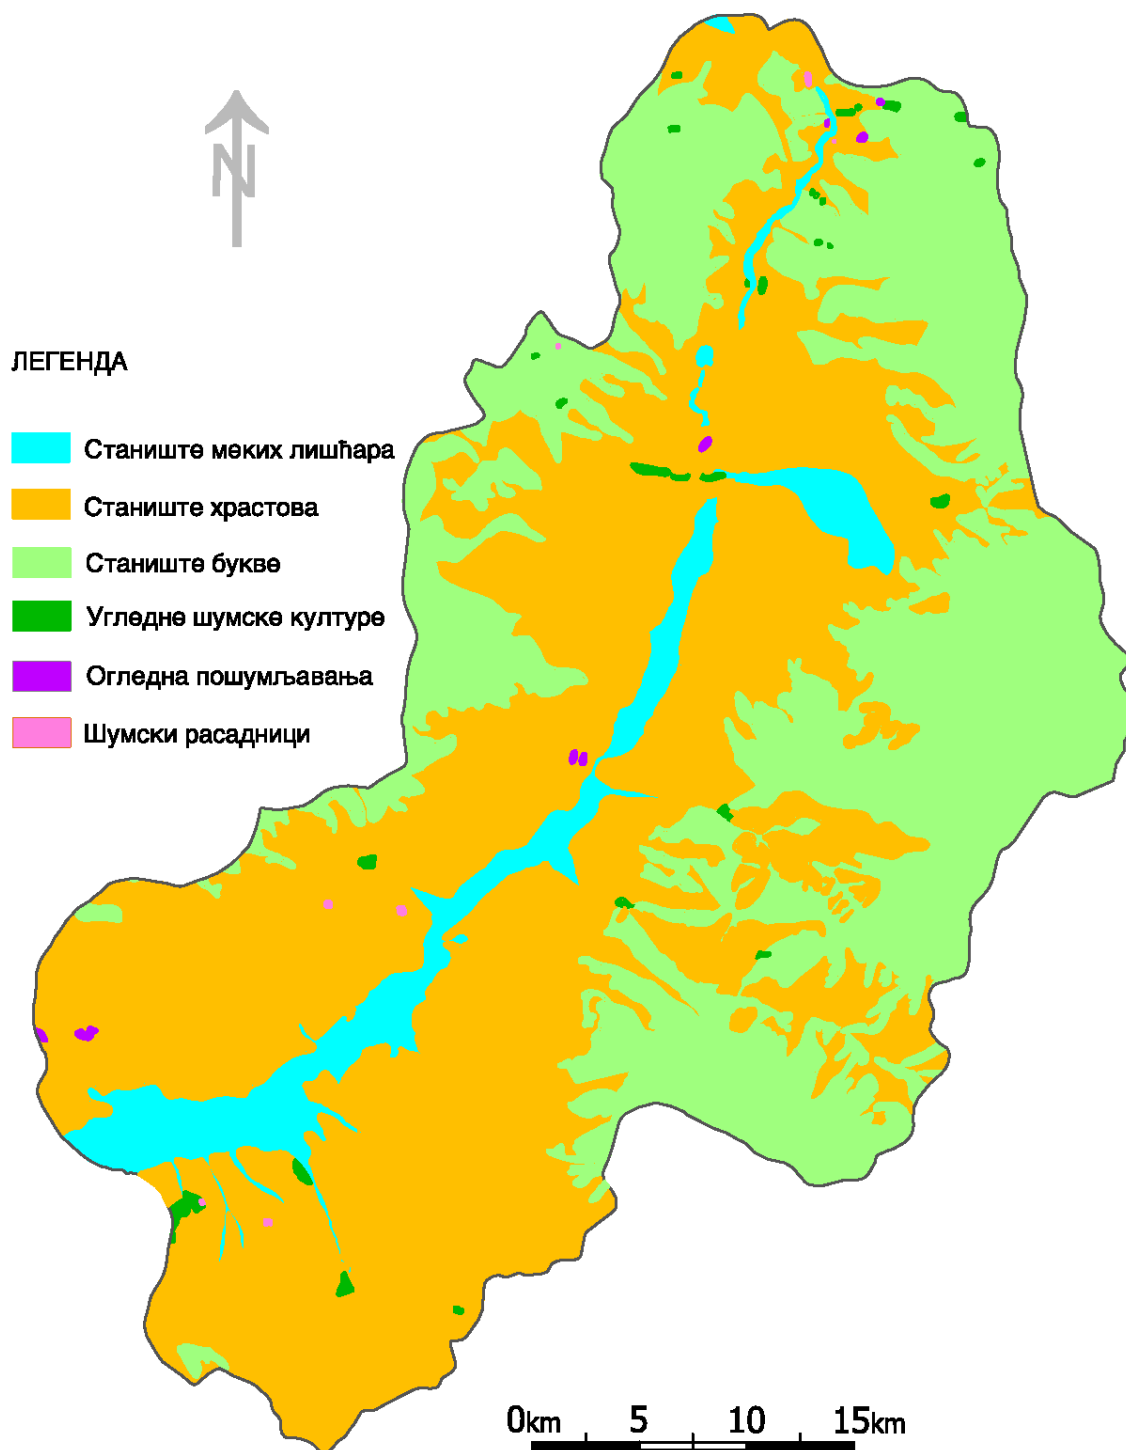 N
ЛЕГЕНДА
Станиште меких лишћара
Станиште храстова
Станиште букве
Угледне шумске културе
Огледна пошумљавања
Шумски расадници
0km 5 10 15km